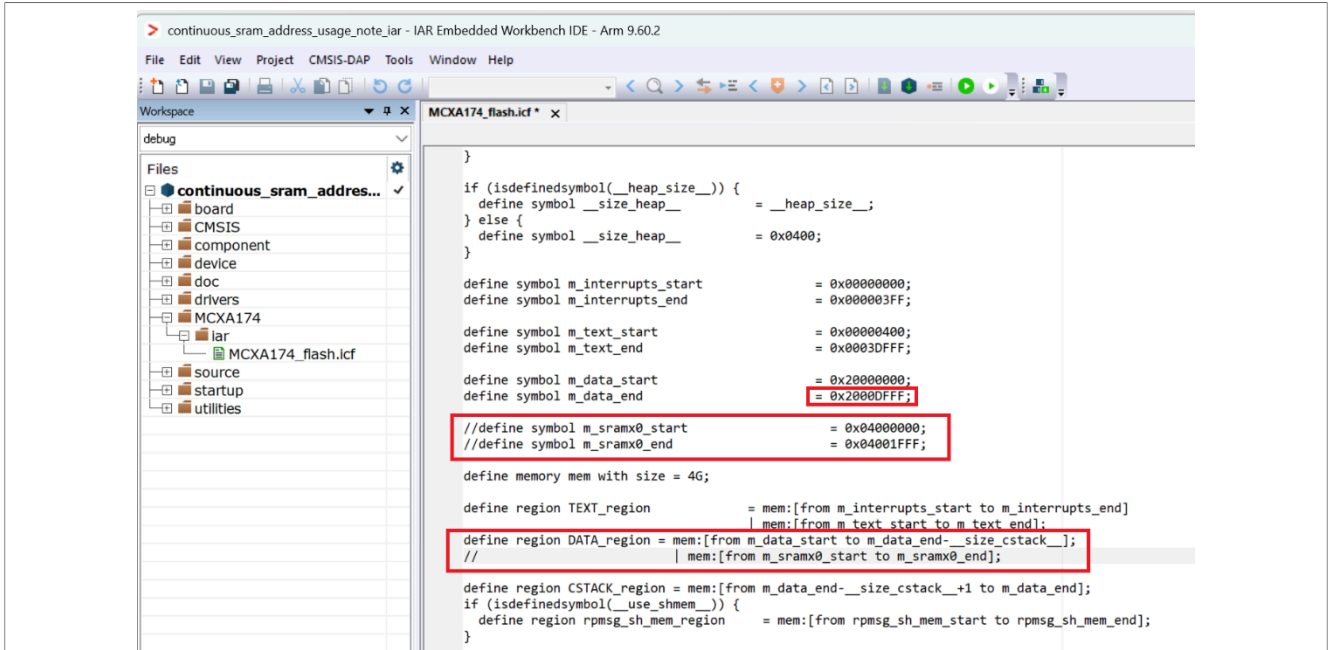 continuous_sram_address_usage_note_iar - IAR Embedded Workbench IDE - Arm 9.60.2
File Edit View Project CMSIS-DAP Tools Window Help
Workspace
MCXA174_flash.icf *
debug
Files
continuous_sram_addres...
board
CMSIS
component
device
doc
drivers
MCXA174
iar
MCXA174_flash.icf
source
startup
utilities
}
if (isdefinedsymbol(__heap_size__)) {
define symbol __size_heap__ = __heap_size__;
} else {
define symbol __size_heap__ = 0x0400;
}
define symbol m_interrupts_start = 0x00000000;
define symbol m_interrupts_end = 0x000003FF;
define symbol m_text_start = 0x00000400;
define symbol m_text_end = 0x0003DFFF;
define symbol m_data_start = 0x20000000;
define symbol m_data_end = 0x2000DFFF;
//define symbol m_sramx0_start = 0x04000000;
//define symbol m_sramx0_end = 0x04001FFF;
define memory mem with size = 4G;
define region TEXT_region = mem:[from m_interrupts_start to m_interrupts_end]
| mem:[from m_text_start to m_text_end];
define region DATA_region = mem:[from m_data_start to m_data_end-__size_cstack__];
// | mem:[from m_sramx0_start to m_sramx0_end];
define region CSTACK_region = mem:[from m_data_end-__size_cstack__+1 to m_data_end];
if (isdefinedsymbol(__use_shmem__)) {
define region rpmsg_sh_mem_region = mem:[from rpmsg_sh_mem_start to rpmsg_sh_mem_end];
}